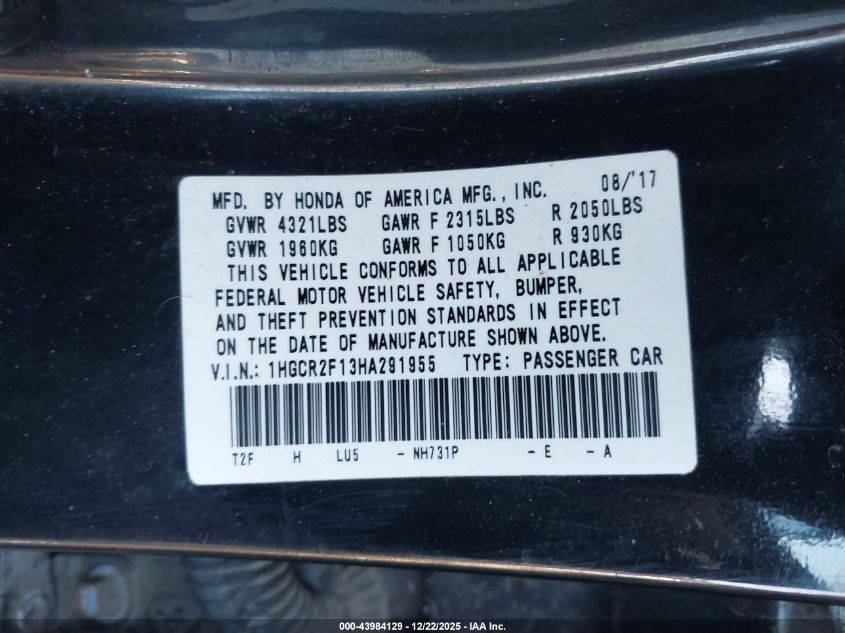 MFD. BY HONDA OF AMERICA MFG., INC. 08/'17
GVWR 4321LBS GAWR F 2315LBS R 2050LBS
GVWR 1960KG GAWR F 1050KG R 930KG
THIS VEHICLE CONFORMS TO ALL APPLICABLE
FEDERAL MOTOR VEHICLE SAFETY, BUMPER,
AND THEFT PREVENTION STANDARDS IN EFFECT
ON THE DATE OF MANUFACTURE SHOWN ABOVE.
V.I.N.: 1HGCR2F13HA291955 TYPE: PASSENGER CAR
T2F H LU5 - NH731P - E - A
000-43984129 - 12/22/2025 - IAA Inc.